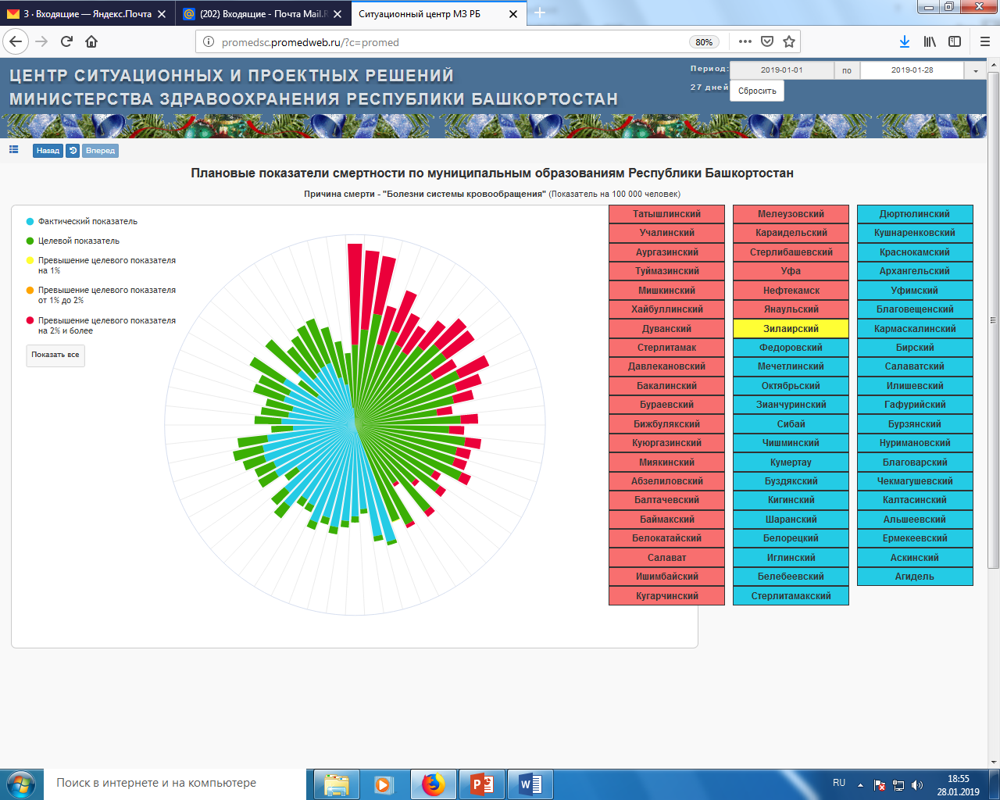 3 · Входящие — Яндекс.Почта
(202) Входящие - Почта Mail.R
Ситуационный центр МЗ РБ
promedsc.promedweb.ru/?c=promed
80%
ЦЕНТР СИТУАЦИОННЫХ И ПРОЕКТНЫХ РЕШЕНИЙ
МИНИСТЕРСТВА ЗДРАВООХРАНЕНИЯ РЕСПУБЛИКИ БАШКОРТОСТАН
Период: 2019-01-01 по 2019-01-28
27 дней Сбросить
Назад Вперед
Плановые показатели смертности по муниципальным образованиям Республики Башкортостан
Причина смерти - "Болезни системы кровообращения" (Показатель на 100 000 человек)
Фактический показатель
Целевой показатель
Превышение целевого показателя
на 1%
Превышение целевого показателя
от 1% до 2%
Превышение целевого показателя
на 2% и более
Показать все
Татышлинский
Учалинский
Аургазинский
Туймазинский
Мишкинский
Хайбуллинский
Дуванский
Стерлитамак
Давлекановский
Бакалинский
Бураевский
Бижбулякский
Куюргазинский
Миякинский
Абзелиловский
Балтачевский
Баймакский
Белокатайский
Салават
Ишимбайский
Кугарчинский
Мелеузовский
Караидельский
Стерлибашевский
Уфа
Нефтекамск
Янаульский
Зилаирский
Федоровский
Мечетлинский
Октябрьский
Зианчуринский
Сибай
Чишминский
Кумертау
Буздякский
Кигинский
Шаранский
Белорецкий
Иглинский
Белебеевский
Стерлитамакский
Дюртюлинский
Кушнаренковский
Краснокамский
Архангельский
Уфимский
Благовещенский
Кармаскалинский
Бирский
Салаватский
Илишевский
Гафурийский
Бурзянский
Нуримановский
Благоварский
Чекмагушевский
Калтасинский
Альшеевский
Ермекеевский
Аскинский
Агидель
Поиск в интернете и на компьютере
RU
18:55
28.01.2019